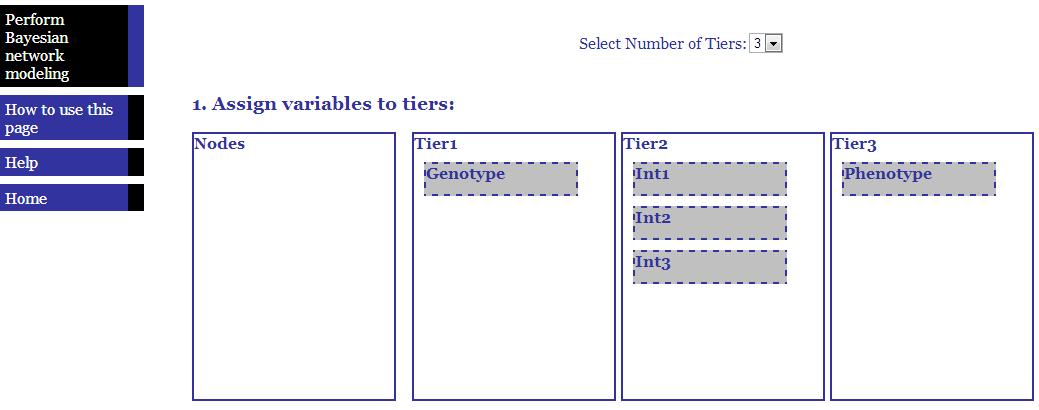 Perform
Bayesian
network
modeling
How to use this
page
Help
Home
Select Number of Tiers: 3
1. Assign variables to tiers:
Nodes
Tier1
Genotype
Tier2
Int1
Int2
Int3
Tier3
Phenotype